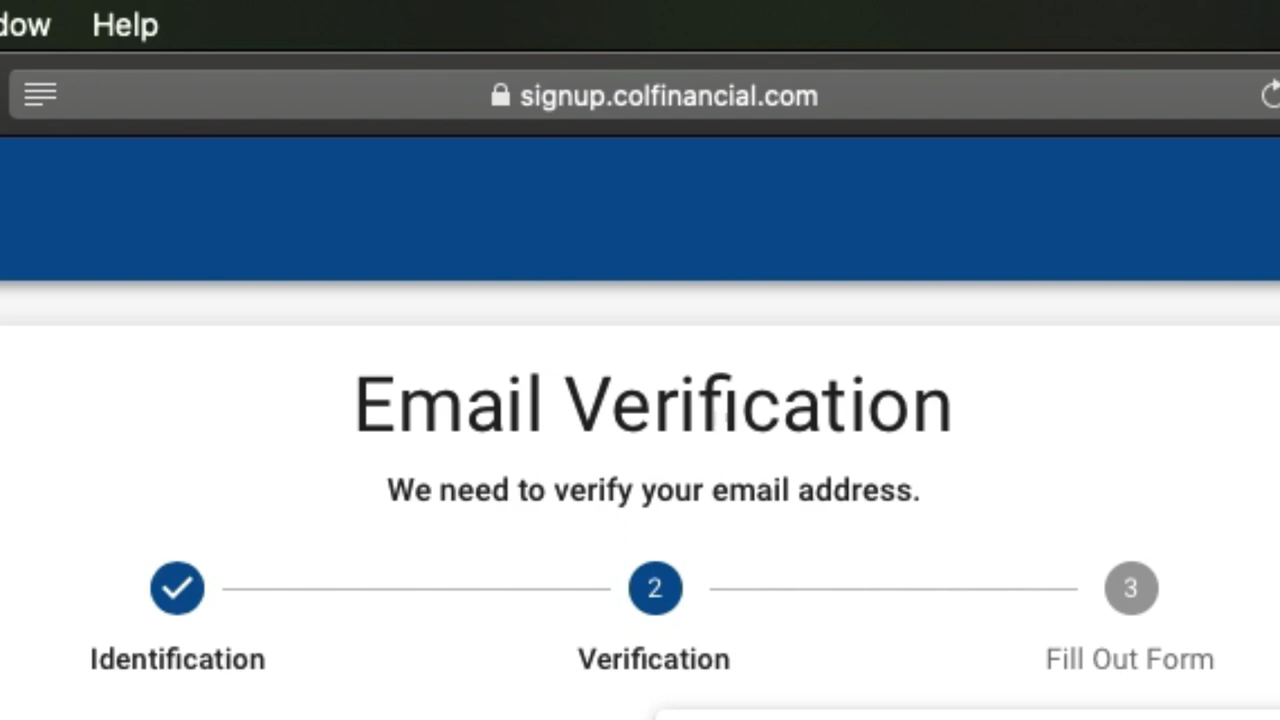 Help
signup.colfinancial.com
Email Verification
We need to verify your email address.
2
3
Identification
Verification
Fill Out Form